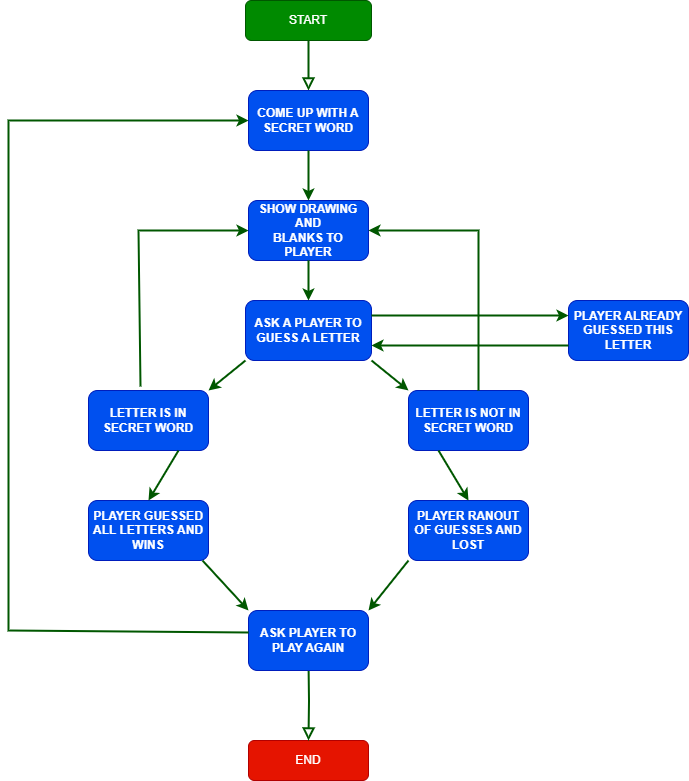 START
COME UP WITH A
SECRET WORD
SHOW DRAWING
AND
BLANKS TO
PLAYER
ASK A PLAYER TO
GUESS A LETTER
PLAYER ALREADY
GUESSED THIS
LETTER
LETTER IS IN
SECRET WORD
LETTER IS NOT IN
SECRET WORD
PLAYER GUESSED
ALL LETTERS AND
WINS
PLAYER RANOUT
OF GUESSES AND
LOST
ASK PLAYER TO
PLAY AGAIN
END